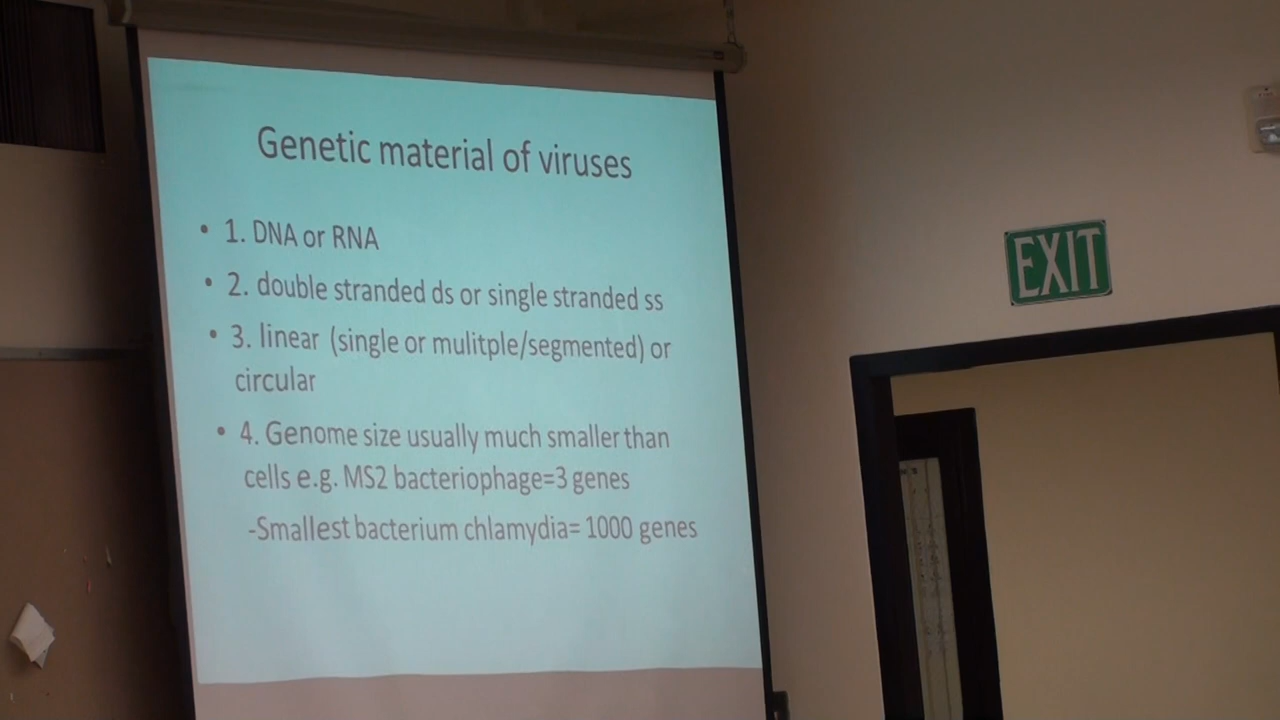 Genetic material of viruses
• 1. DNA or RNA
• 2. double stranded ds or single stranded ss
• 3. linear (single or mulitple/segmented) or
circular
• 4. Genome size usually much smaller than
cells e.g. MS2 bacteriophage=3 genes
-Smallest bacterium chlamydia= 1000 genes
EXIT